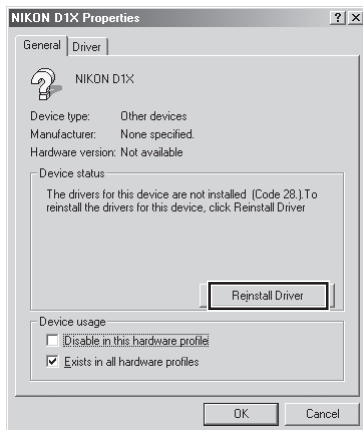 NIKON D1X Properties
General Driver
NIKON D1X
Device type: Other devices
Manufacturer: None specified.
Hardware version: Not available
Device status
The drivers for this device are not installed (Code 28.).To
reinstall the drivers for this device, click Reinstall Driver
Reinstall Driver
Device usage
Disable in this hardware profile
Exists in all hardware profiles
OK Cancel